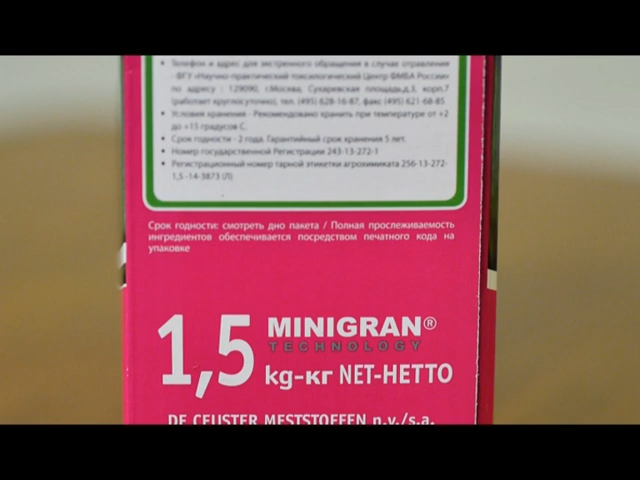 • Телефон и адрес для экстренного обращения в случае отравления
- ФГУ «Научно-практический токсилогический Центр ФМБА России»
по адресу : 129090, г.Москва, Сухаревская площадь,д.3, корп.7
(работает круглосуточно), тел. (495) 628-16-87, факс (495) 621-68-85
• Условия хранения - Рекомендовано хранить при температуре от +2
до +15 градусов С.
• Срок годности - 2 года. Гарантийный срок хранения 5 лет.
• Номер государственной Регистрации 243-13-272-1
• Регистрационный номер тарной этикетки агрохимиката 256-13-272-
1,5 -14-3873 (Л)
Срок годности: смотреть дно пакета / Полная прослеживаемость
ингредиентов обеспечивается посредством печатного кода на
упаковке
1,5 MINIGRAN®
TECHNOLOGY
kg-кг NET-НЕТТО
DE CEUSTER MESTSTOFFEN n.v./s.a.